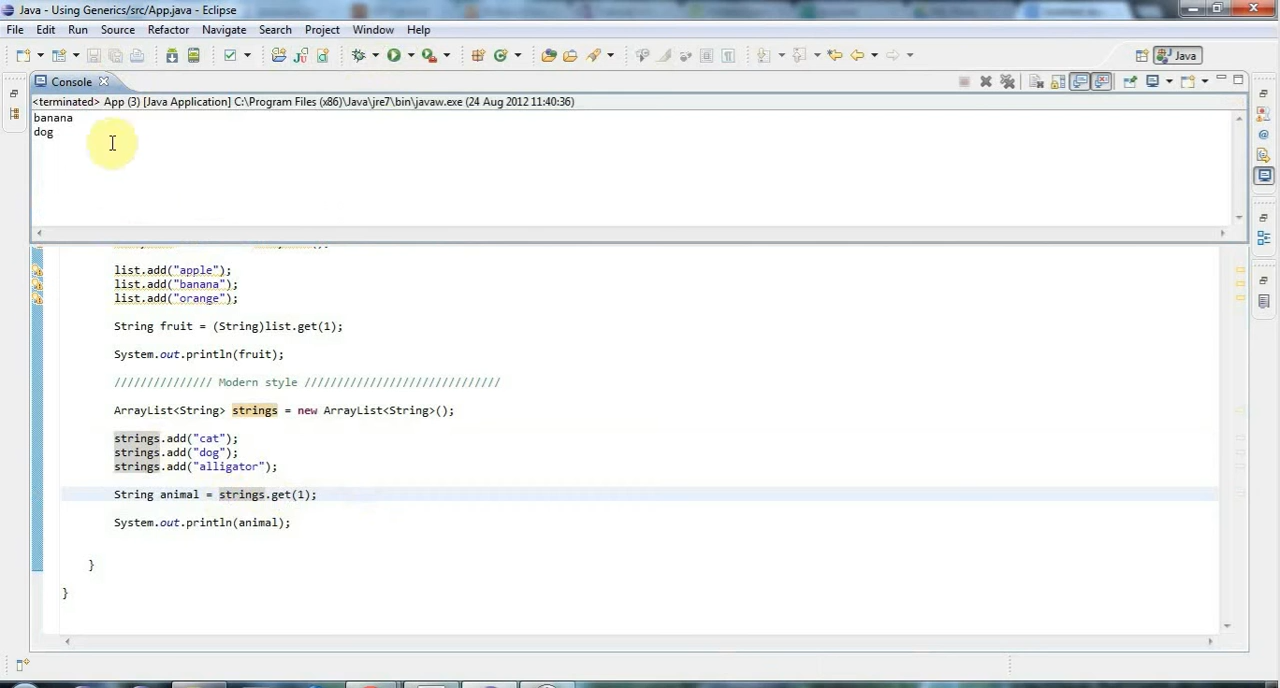 Java - Using Generics/src/App.java - Eclipse
File Edit Run Source Refactor Navigate Search Project Window Help
Java
Console
<terminated> App (3) [Java Application] C:\Program Files (x86)\Java\jre7\bin\javaw.exe (24 Aug 2012 11:40:36)
banana
dog
list.add("apple");
list.add("banana");
list.add("orange");
String fruit = (String)list.get(1);
System.out.println(fruit);
/////////////// Modern style //////////////////////////////
ArrayList<String> strings = new ArrayList<String>();
strings.add("cat");
strings.add("dog");
strings.add("alligator");
String animal = strings.get(1);
System.out.println(animal);
}
}